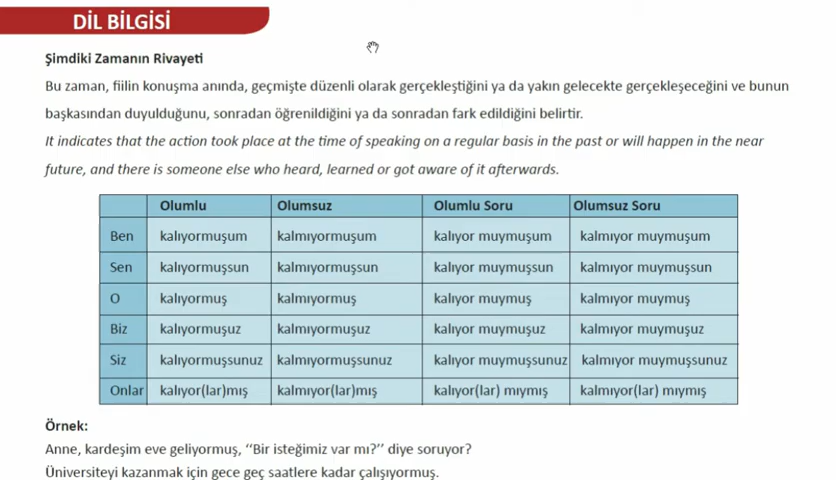 DİL BİLGİSİ
Şimdiki Zamanın Rivayeti
Bu zaman, fiilin konuşma anında, geçmişte düzenli olarak gerçekleştiğini ya da yakın gelecekte gerçekleşeceğini ve bunun
başkasından duyulduğunu, sonradan öğrenildiğini ya da sonradan fark edildiğini belirtir.
It indicates that the action took place at the time of speaking on a regular basis in the past or will happen in the near
future, and there is someone else who heard, learned or got aware of it afterwards.
Olumlu Olumsuz Olumlu Soru Olumsuz Soru
Ben kalıyormuşum kalmıyormuşum kalıyor muymuşum kalmıyor muymuşum
Sen kalıyormuşsun kalmıyormuşsun kalıyor muymuşsun kalmıyor muymuşsun
O kalıyormuş kalmıyormuş kalıyor muymuş kalmıyor muymuş
Biz kalıyormuşuz kalmıyormuşuz kalıyor muymuşuz kalmıyor muymuşuz
Siz kalıyormuşsunuz kalmıyormuşsunuz kalıyor muymuşsunuz kalmıyor muymuşsunuz
Onlar kalıyor(lar)mış kalmıyor(lar)mış kalıyor(lar) mıymış kalmıyor(lar) mıymış
Örnek:
Anne, kardeşim eve geliyormuş, ‘‘Bir isteğimiz var mı?’’ diye soruyor?
Üniversiteyi kazanmak için gece geç saatlere kadar çalışıyormuş.